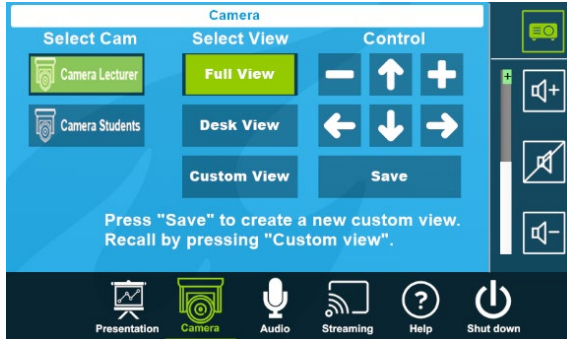 Camera
Select Cam
Select View
Control
Camera Lecturer
Full View
Camera Students
Desk View
Custom View
Save
Press "Save" to create a new custom view.
Recall by pressing "Custom view".
Presentation
Camera
Audio
Streaming
Help
Shut down